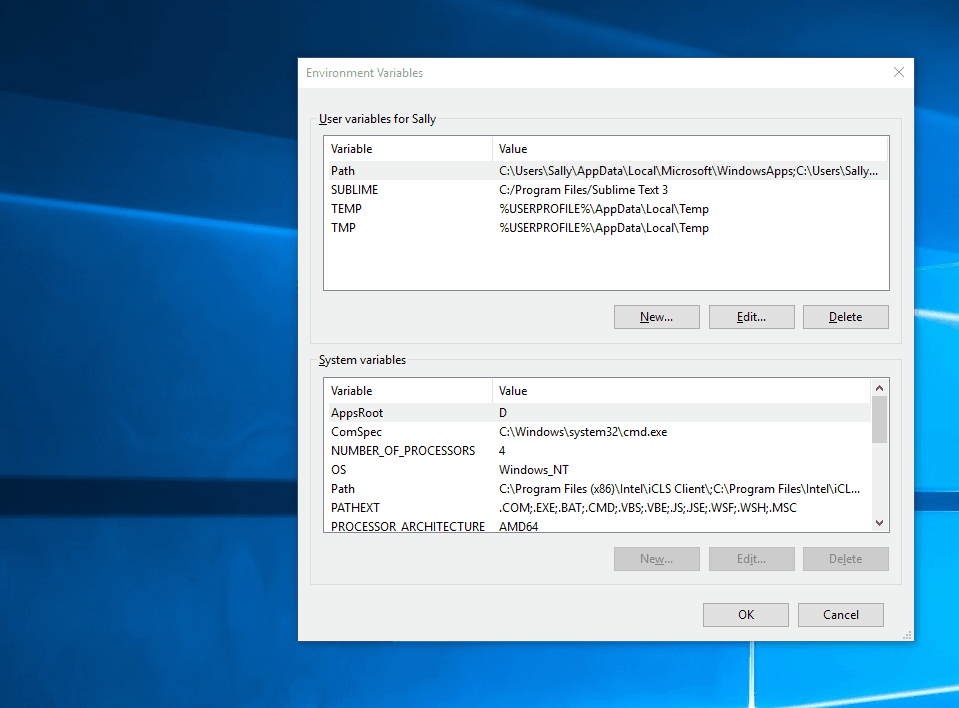 Environment Variables
User variables for Sally
Variable Value
Path C:\Users\Sally\AppData\Local\Microsoft\WindowsApps;C:\Users\Sally...
SUBLIME C:/Program Files/Sublime Text 3
TEMP %USERPROFILE%\AppData\Local\Temp
TMP %USERPROFILE%\AppData\Local\Temp
New... Edit... Delete
System variables
Variable Value
AppsRoot D
ComSpec C:\Windows\system32\cmd.exe
NUMBER_OF_PROCESSORS 4
OS Windows_NT
Path C:\Program Files (x86)\Intel\iCLS Client\;C:\Program Files\Intel\iCL...
PATHEXT .COM;.EXE;.BAT;.CMD;.VBS;.VBE;.JS;.JSE;.WSF;.WSH;.MSC
PROCESSOR_ARCHITECTURE AMD64
New... Edit... Delete
OK Cancel